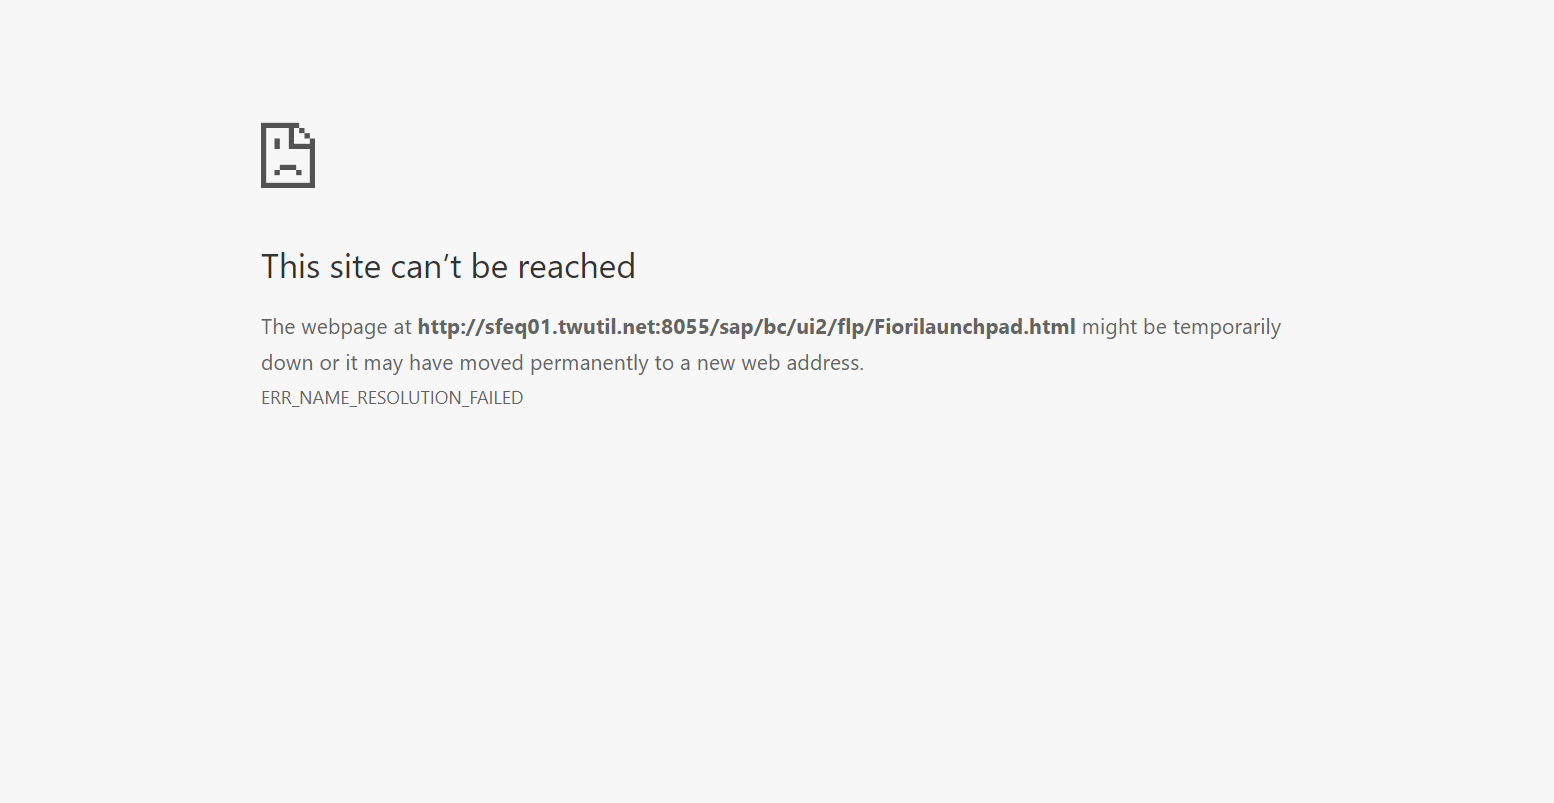 This site can’t be reached
The webpage at http://sfeq01.twutil.net:8055/sap/bc/ui2/flp/Fiorilaunchpad.html might be temporarily
down or it may have moved permanently to a new web address.
ERR_NAME_RESOLUTION_FAILED